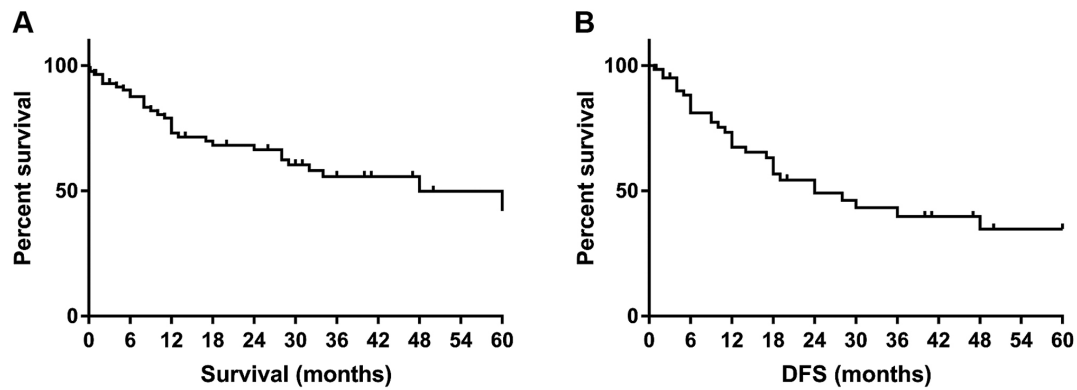 A
Percent survival
100
50
0
0 6 12 18 24 30 36 42 48 54 60
Survival (months)
B
Percent survival
100
50
0
0 6 12 18 24 30 36 42 48 54 60
DFS (months)